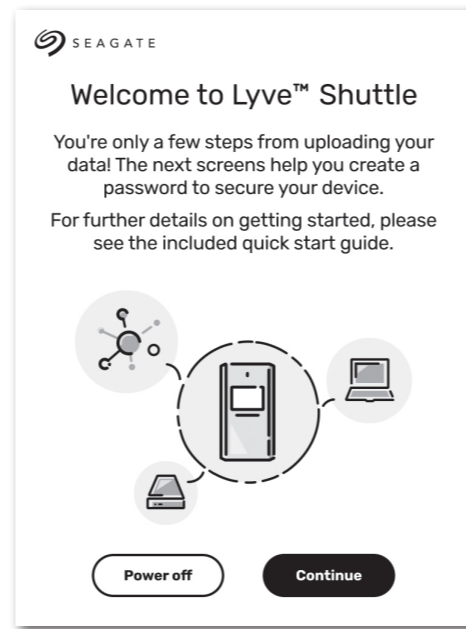 SEAGATE
Welcome to Lyve™ Shuttle
You're only a few steps from uploading your
data! The next screens help you create a
password to secure your device.
For further details on getting started, please
see the included quick start guide.
Power off
Continue